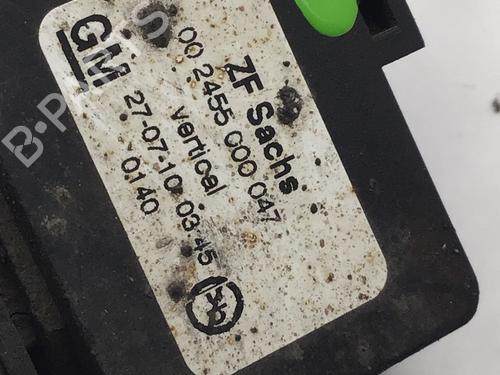 GM
ZF Sachs
00 2455 000 047
vertical
27-07-10 03:45
0140
B-PARTS